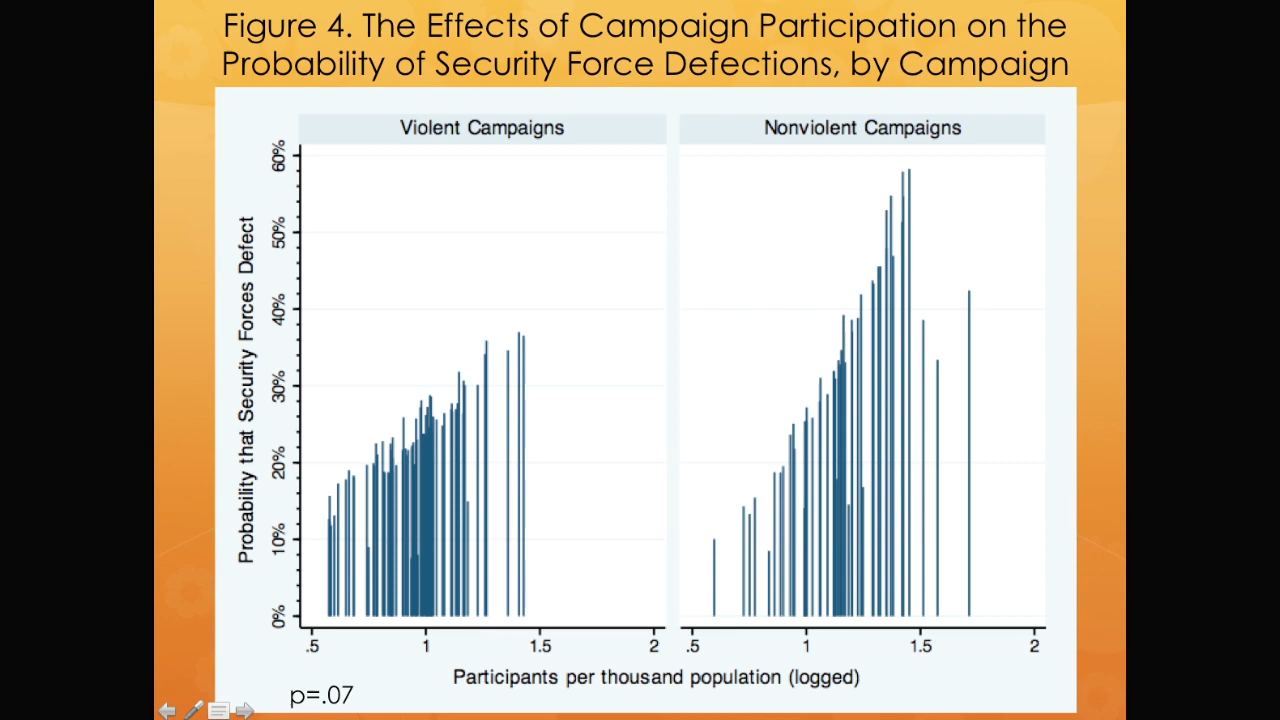 Figure 4. The Effects of Campaign Participation on the
Probability of Security Force Defections, by Campaign
Violent Campaigns
Nonviolent Campaigns
Probability that Security Forces Defect
60%
50%
40%
30%
20%
10%
0%
.5 1 1.5 2
.5 1 1.5 2
Participants per thousand population (logged)
p=.07